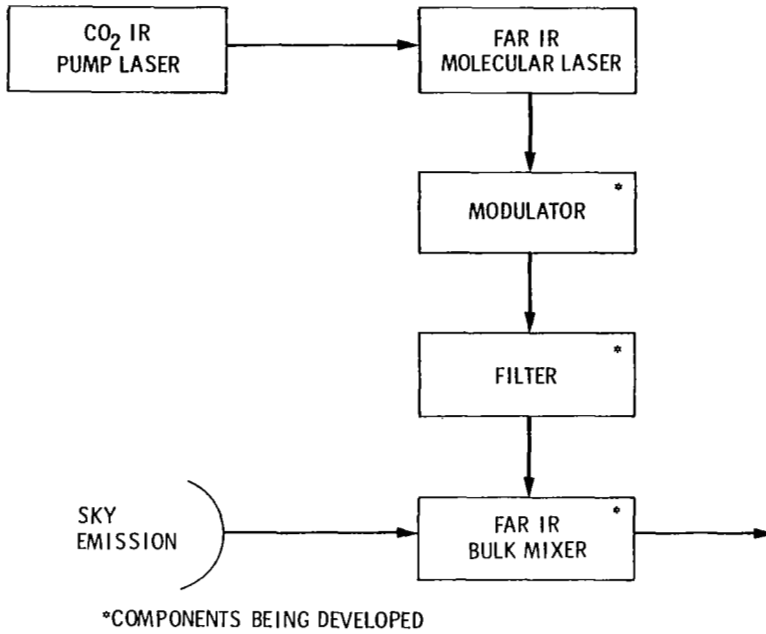 CO₂ IR
PUMP LASER
FAR IR
MOLECULAR LASER
*
MODULATOR
*
FILTER
SKY
EMISSION
*
FAR IR
BULK MIXER
*COMPONENTS BEING DEVELOPED